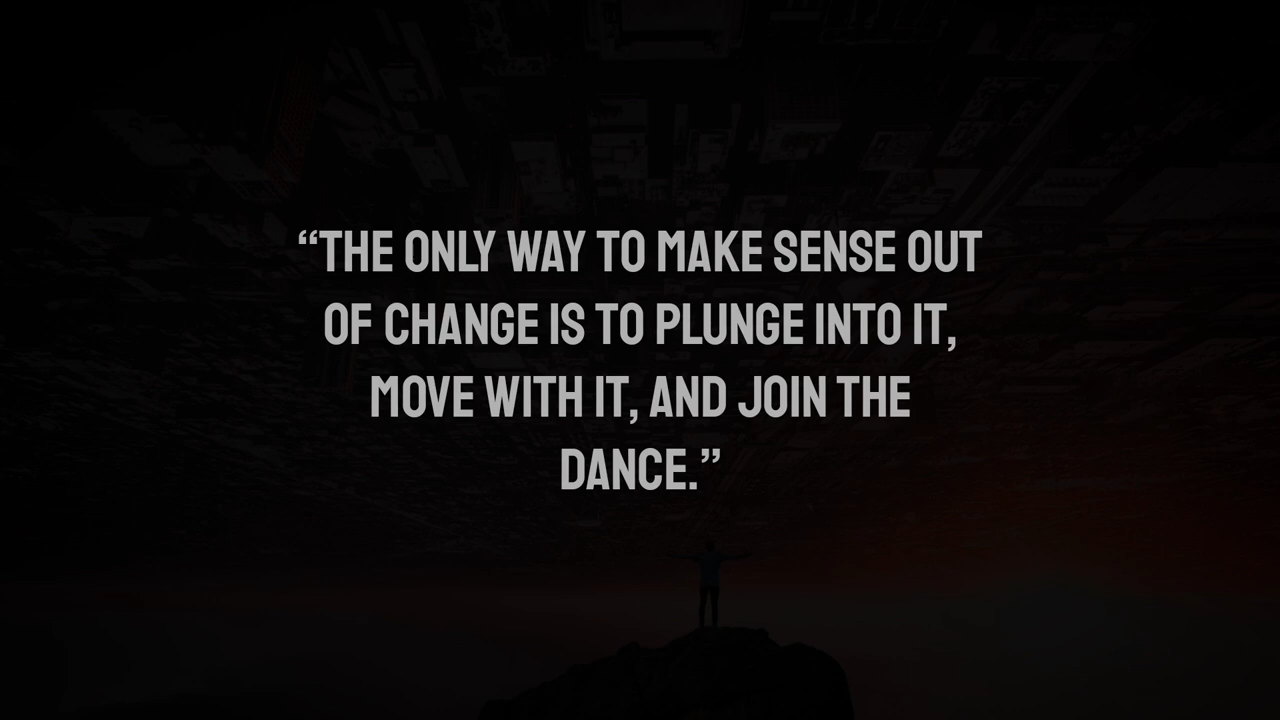 “THE ONLY WAY TO MAKE SENSE OUT
OF CHANGE IS TO PLUNGE INTO IT,
MOVE WITH IT, AND JOIN THE
DANCE.”